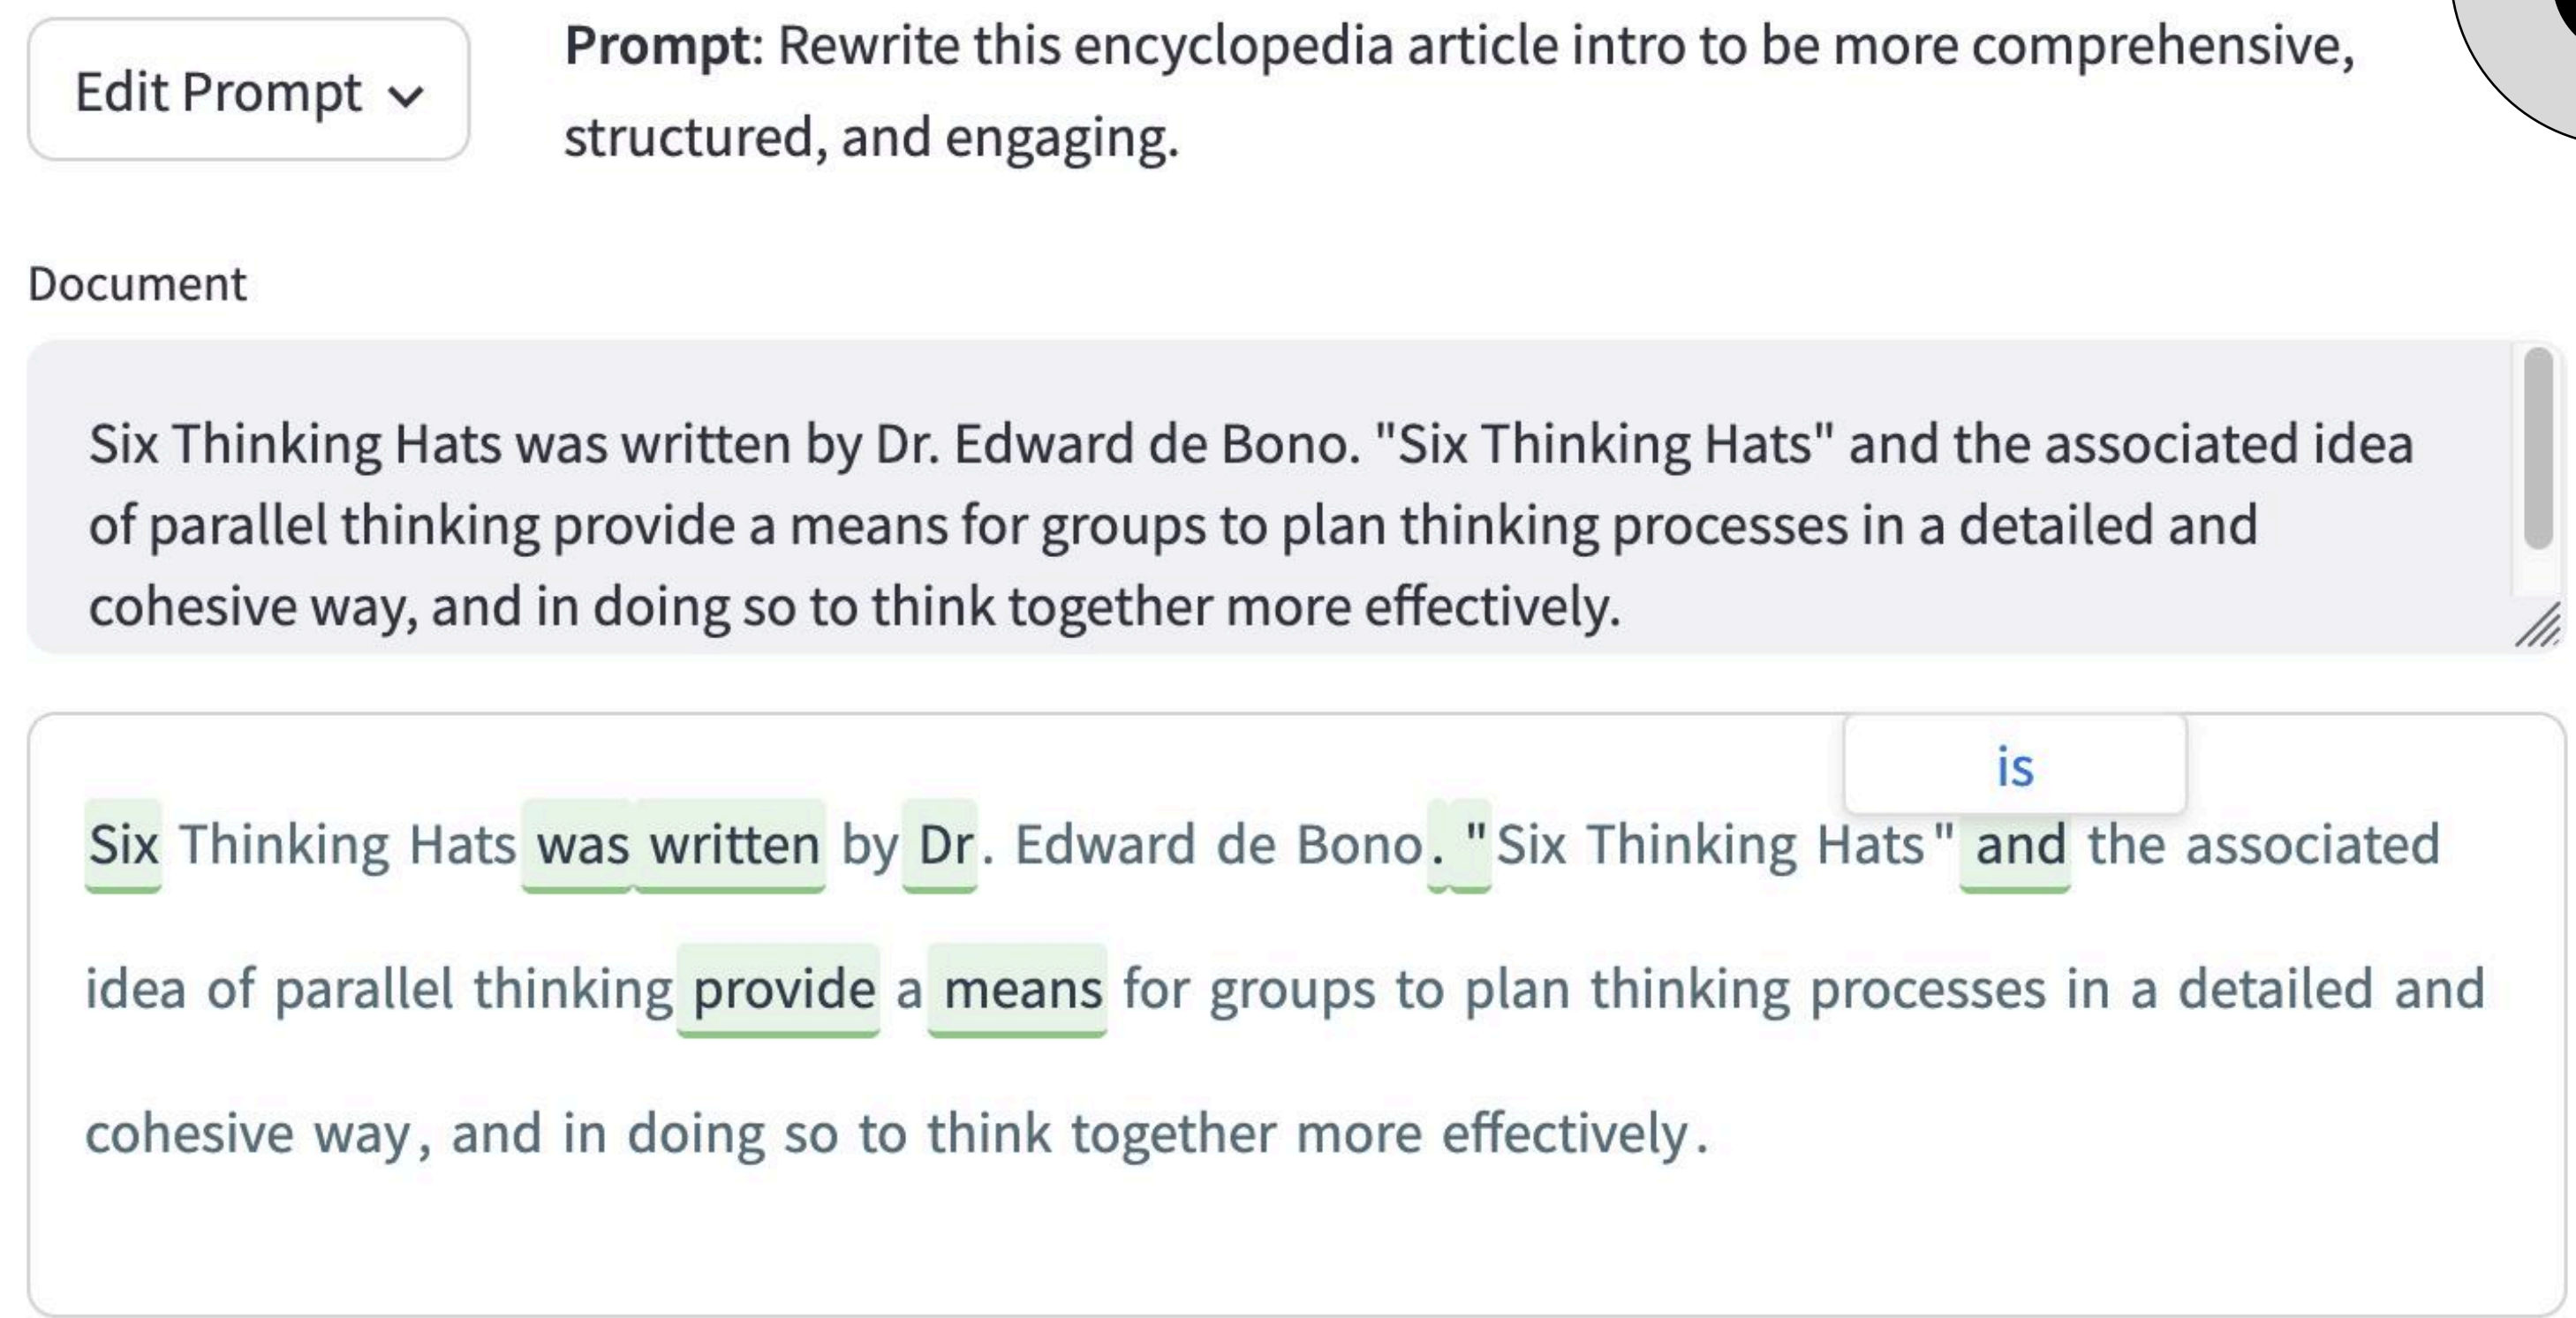 Edit Prompt
Prompt: Rewrite this encyclopedia article intro to be more comprehensive,
structured, and engaging.
Document
Six Thinking Hats was written by Dr. Edward de Bono. "Six Thinking Hats" and the associated idea
of parallel thinking provide a means for groups to plan thinking processes in a detailed and
cohesive way, and in doing so to think together more effectively.
is
Six Thinking Hats was written by Dr. Edward de Bono. "Six Thinking Hats" and the associated
idea of parallel thinking provide a means for groups to plan thinking processes in a detailed and
cohesive way, and in doing so to think together more effectively.